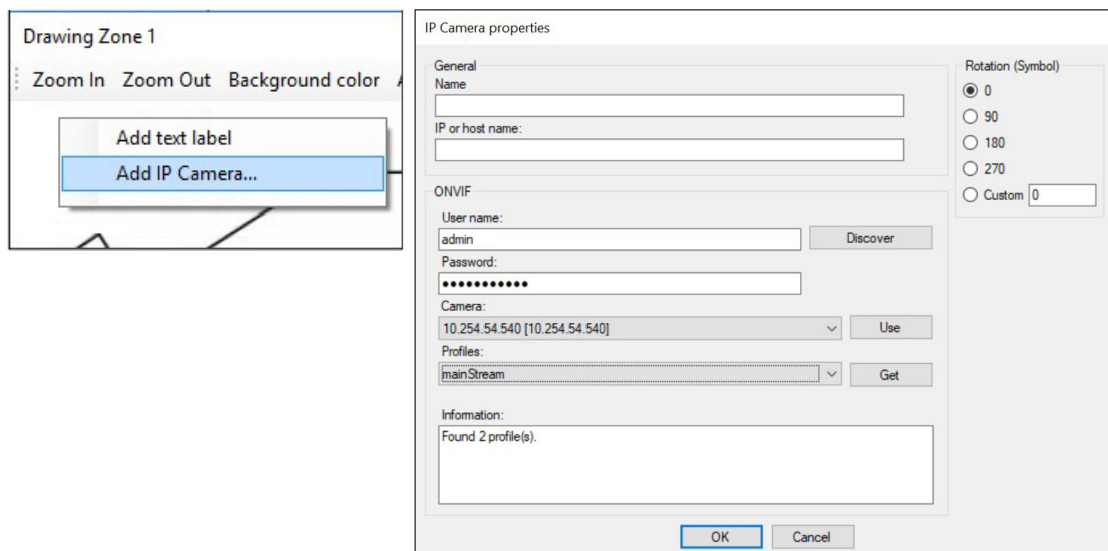 Drawing Zone 1
Zoom In Zoom Out Background color
Add text label
Add IP Camera...
IP Camera properties
General
Name
IP or host name:
ONVIF
User name:
admin
Discover
Password:
●●●●●●●●●●●
Camera:
10.254.54.540 [10.254.54.540]
Use
Profiles:
mainStream
Get
Information:
Found 2 profile(s).
Rotation (Symbol)
0
90
180
270
Custom 0
OK Cancel